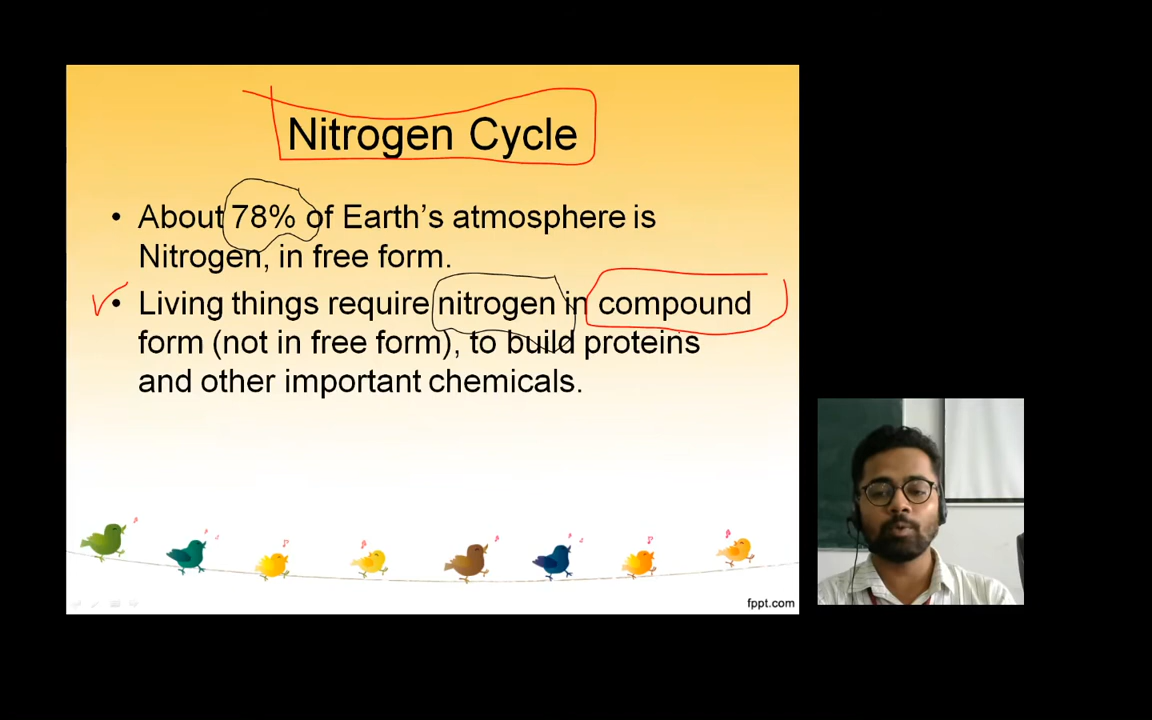 Nitrogen Cycle
• About 78% of Earth's atmosphere is
Nitrogen, in free form.
• Living things require nitrogen in compound
form (not in free form), to build proteins
and other important chemicals.
fppt.com